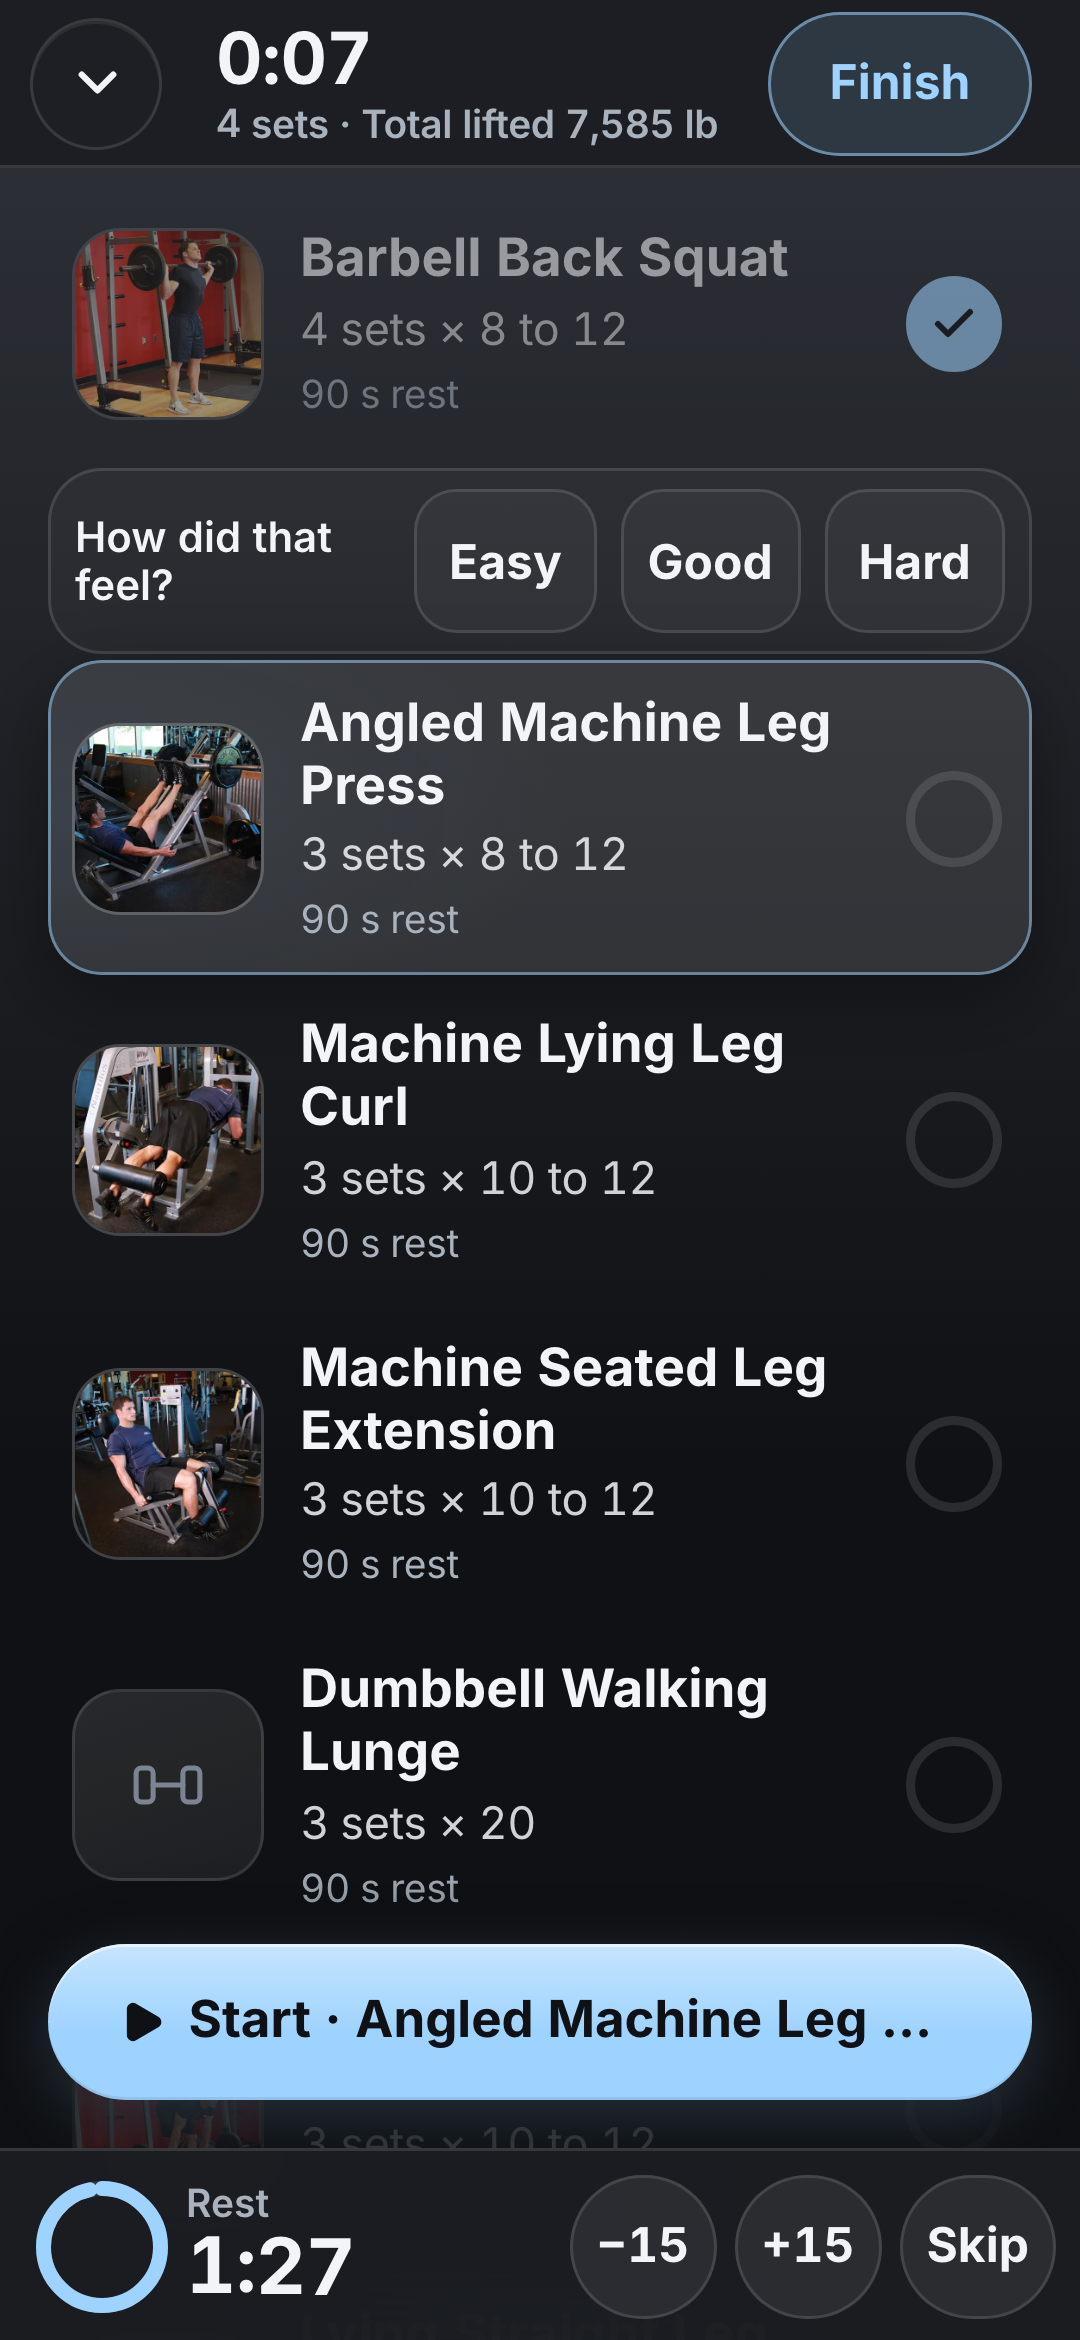 0:07
4 sets · Total lifted 7,585 lb
Finish
Barbell Back Squat
4 sets × 8 to 12
90 s rest
How did that
feel?
Easy
Good
Hard
Angled Machine Leg
Press
3 sets × 8 to 12
90 s rest
Machine Lying Leg
Curl
3 sets × 10 to 12
90 s rest
Machine Seated Leg
Extension
3 sets × 10 to 12
90 s rest
Dumbbell Walking
Lunge
3 sets × 20
90 s rest
Start · Angled Machine Leg ...
3 sets × 10 to 12
Rest
1:27
−15
+15
Skip
Lying Straight Leg